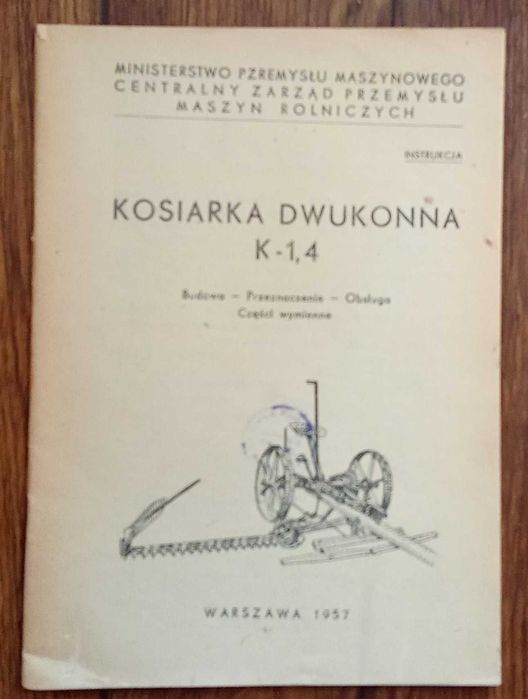 MINISTERSTWO PZREMYSŁU MASZYNOWEGO
CENTRALNY ZARZĄD PRZEMYSŁU
MASZYN ROLNICZYCH
INSTRUKCJA
KOSIARKA DWUKONNA
K-1,4
Budowa — Przeznaczenie — Obsługa
Części wymienne
WARSZAWA 1957